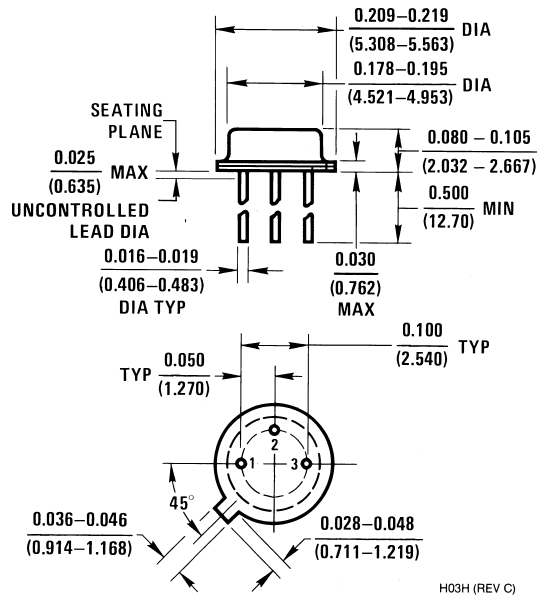 0.209–0.219
(5.308–5.563)
DIA
0.178–0.195
(4.521–4.953)
DIA
SEATING
PLANE
0.025
(0.635)
MAX
UNCONTROLLED
LEAD DIA
0.080 – 0.105
(2.032 – 2.667)
0.500
(12.70)
MIN
0.016–0.019
(0.406–0.483)
DIA TYP
0.030
(0.762)
MAX
0.100
(2.540)
TYP
TYP
0.050
(1.270)
2
1
3
45°
0.036–0.046
(0.914–1.168)
0.028–0.048
(0.711–1.219)
H03H (REV C)